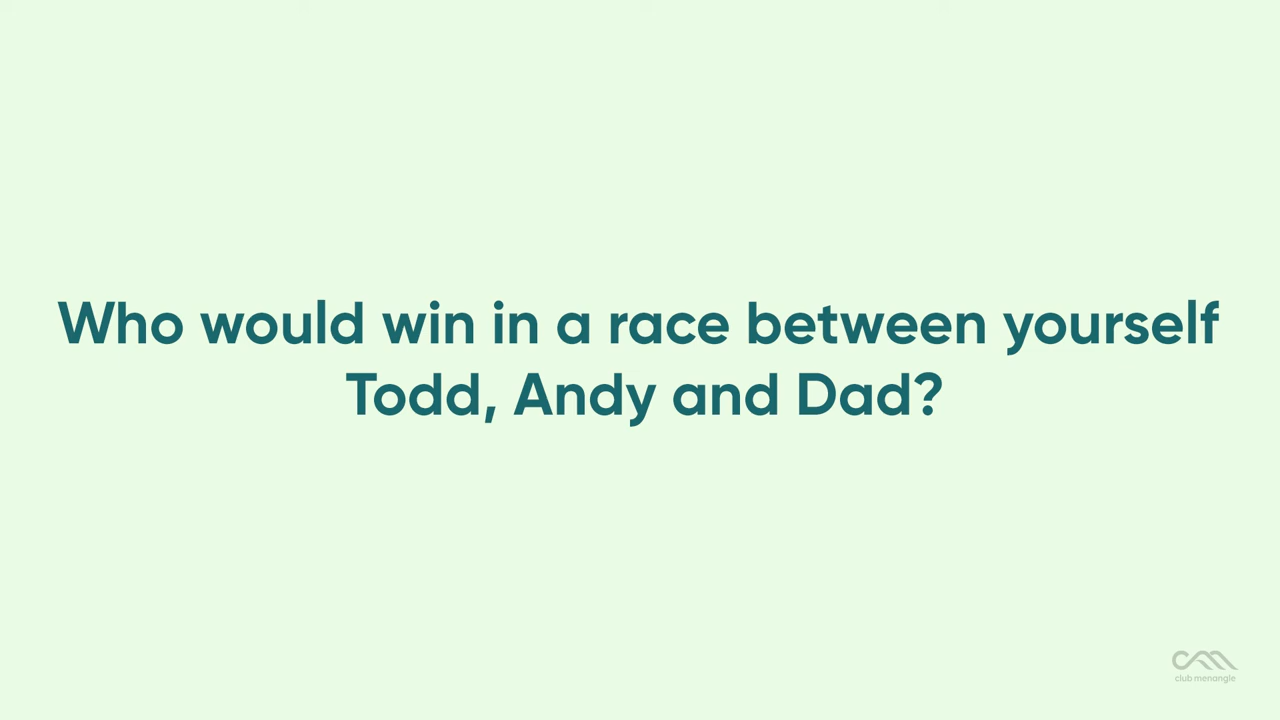 Who would win in a race between yourself
Todd, Andy and Dad?
club menangle